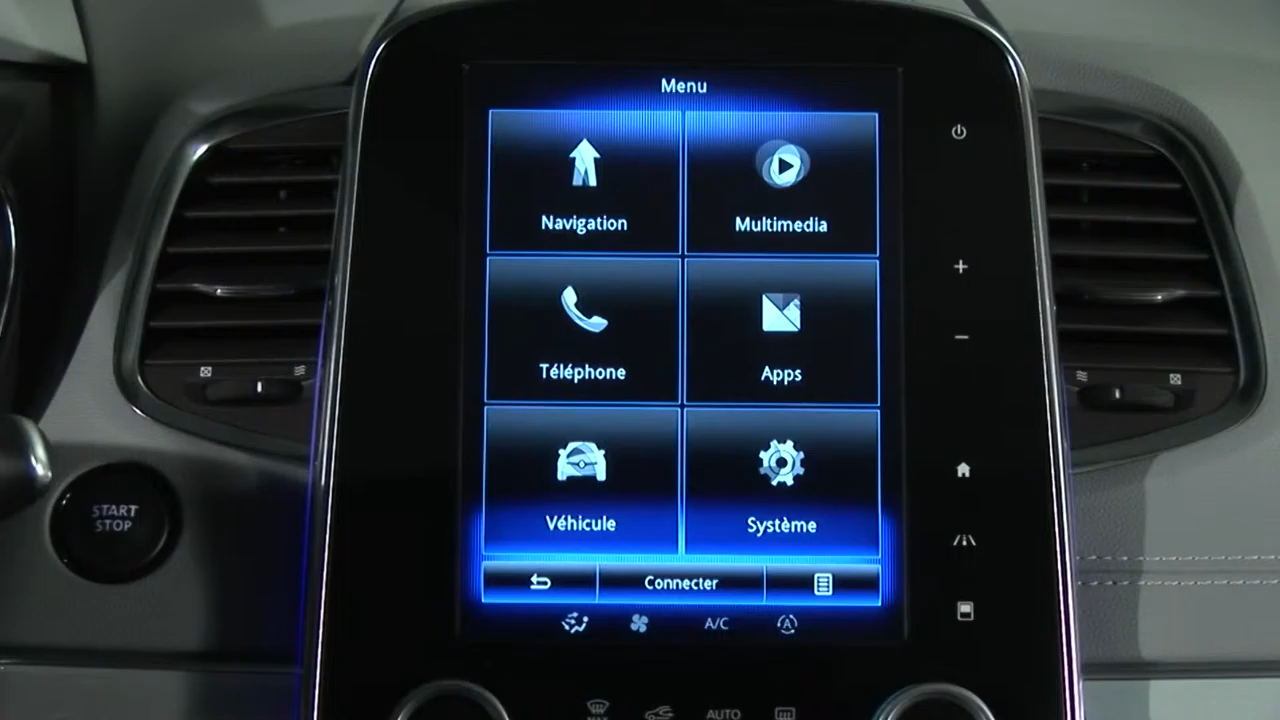 Menu
Navigation
Multimedia
Téléphone
Apps
Véhicule
Système
Connecter
A/C
START
STOP
AUTO